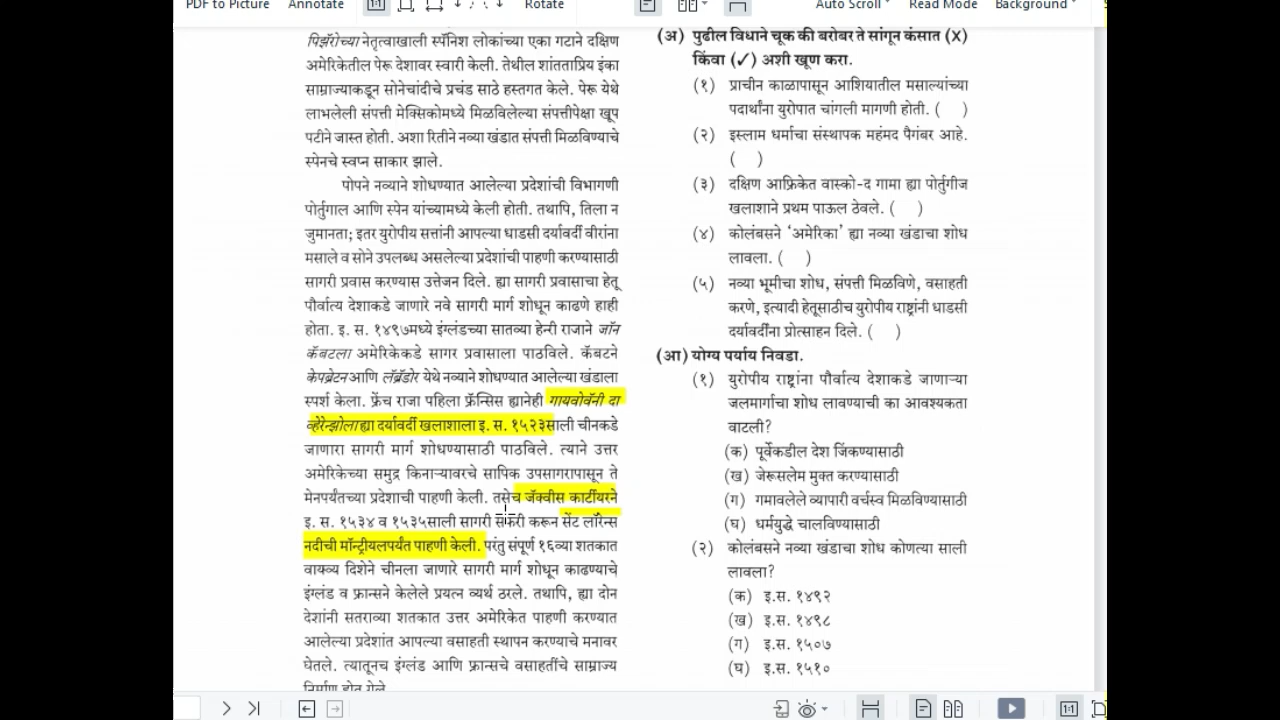 PDF to Picture
Annotate
Rotate
Auto Scroll
Read Mode
Background
पिझॅरोच्या नेतृत्वाखाली स्पॅनिश लोकांच्या एका गटाने दक्षिण
अमेरिकेतील पेरू देशावर स्वारी केली. तेथील शांतताप्रिय इंका
साम्राज्याकडून सोनेचांदीचे प्रचंड साठे हस्तगत केले. पेरू येथे
लाभलेली संपत्ती मेक्सिकोमध्ये मिळविलेल्या संपत्तीपेक्षा खूप
पटीने जास्त होती. अशा रितीने नव्या खंडात संपत्ती मिळविण्याचे
स्पेनचे स्वप्न साकार झाले.
पोपने नव्याने शोधण्यात आलेल्या प्रदेशांची विभागणी
पोर्तुगाल आणि स्पेन यांच्यामध्ये केली होती. तथापि, तिला न
जुमानता; इतर युरोपीय सत्तांनी आपल्या धाडसी दर्यावर्दी वीरांना
मसाले व सोने उपलब्ध असलेल्या प्रदेशांची पाहणी करण्यासाठी
सागरी प्रवास करण्यास उत्तेजन दिले. ह्या सागरी प्रवासाचा हेतू
पौर्वात्य देशाकडे जाणारे नवे सागरी मार्ग शोधून काढणे हाही
होता. इ. स. १४९७मध्ये इंग्लंडच्या सातव्या हेन्री राजाने जॉन
कॅबटला अमेरिकेकडे सागर प्रवासाला पाठविले. कॅबटने
केपब्रेटन आणि लॅब्रॅडोर येथे नव्याने शोधण्यात आलेल्या खंडाला
स्पर्श केला. फ्रेंच राजा पहिला फ्रॅन्सिस ह्यानेही गायवोवॅनी दा
व्हेरेन्झोला ह्या दर्यावर्दी खलाशाला इ. स. १५२३साली चीनकडे
जाणारा सागरी मार्ग शोधण्यासाठी पाठविले. त्याने उत्तर
अमेरिकेच्या समुद्र किनाऱ्यावरचे सापिक उपसागरापासून ते
मेनपर्यंतच्या प्रदेशाची पाहणी केली. तसेच जॅक्वीस कार्टीयरने
इ. स. १५३४ व १५३५साली सागरी सफरी करून सेंट लॉरेन्स
नदीची मॉन्ट्रीयलपर्यंत पाहणी केली. परंतु संपूर्ण १६व्या शतकात
वायव्य दिशेने चीनला जाणारे सागरी मार्ग शोधून काढण्याचे
इंग्लंड व फ्रान्सने केलेले प्रयत्न व्यर्थ ठरले. तथापि, ह्या दोन
देशांनी सतराव्या शतकात उत्तर अमेरिकेत पाहणी करण्यात
आलेल्या प्रदेशांत आपल्या वसाहती स्थापन करण्याचे मनावर
घेतले. त्यातूनच इंग्लंड आणि फ्रान्सचे वसाहतींचे साम्राज्य
निर्माण होत गेले.
(अ) पुढील विधाने चूक की बरोबर ते सांगून कंसात (X)
किंवा (✓) अशी खूण करा.
(१) प्राचीन काळापासून आशियातील मसाल्यांच्या
पदार्थांना युरोपात चांगली मागणी होती. ( )
(२) इस्लाम धर्माचा संस्थापक महंमद पैगंबर आहे.
( )
(३) दक्षिण आफ्रिकेत वास्को-द गामा ह्या पोर्तुगीज
खलाशाने प्रथम पाऊल ठेवले. ( )
(४) कोलंबसने ‘अमेरिका’ ह्या नव्या खंडाचा शोध
लावला. ( )
(५) नव्या भूमीचा शोध, संपत्ती मिळविणे, वसाहती
करणे, इत्यादी हेतूसाठीच युरोपीय राष्ट्रांनी धाडसी
दर्यावर्दींना प्रोत्साहन दिले. ( )
(आ) योग्य पर्याय निवडा.
(१) युरोपीय राष्ट्रांना पौर्वात्य देशाकडे जाणाऱ्या
जलमार्गाचा शोध लावण्याची का आवश्यकता
वाटली?
(क) पूर्वेकडील देश जिंकण्यासाठी
(ख) जेरूसलेम मुक्त करण्यासाठी
(ग) गमावलेले व्यापारी वर्चस्व मिळविण्यासाठी
(घ) धर्मयुद्धे चालविण्यासाठी
(२) कोलंबसने नव्या खंडाचा शोध कोणत्या साली
लावला?
(क) इ.स. १४९२
(ख) इ.स. १४९८
(ग) इ.स. १५०७
(घ) इ.स. १५१०